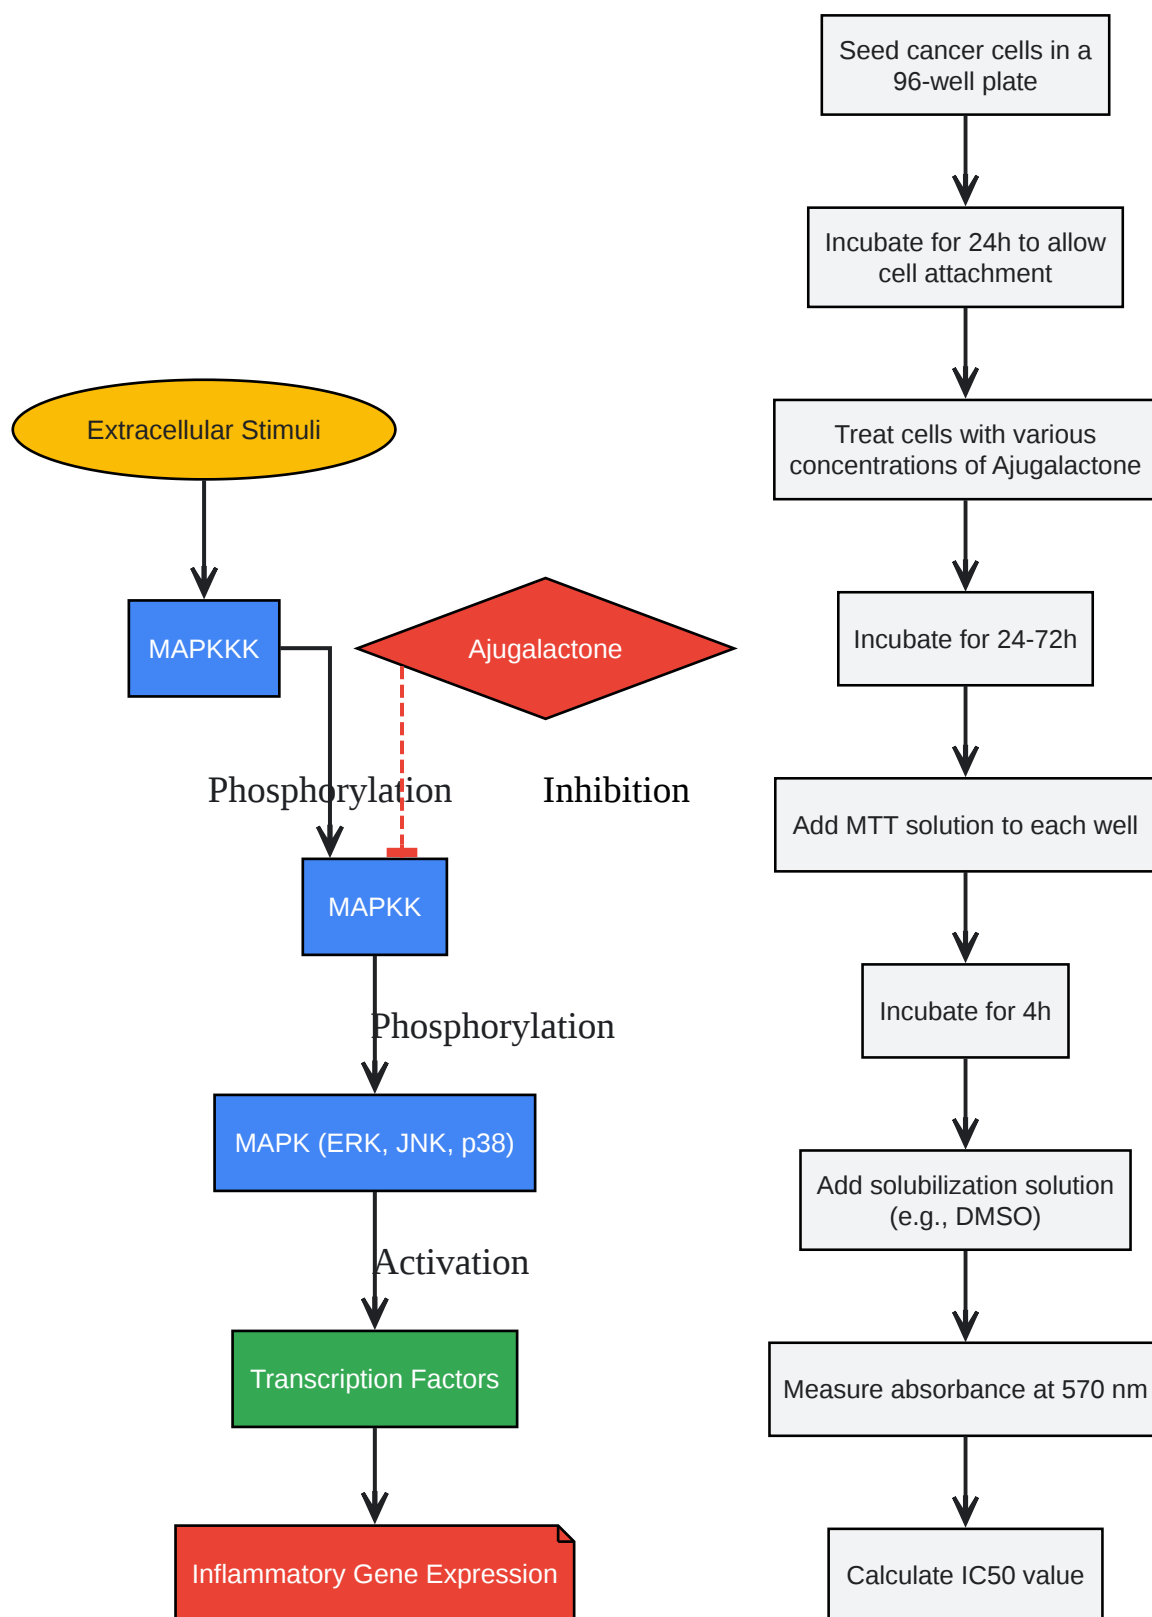 Extracellular Stimuli
MAPKKK
Ajugalactone
Phosphorylation
Inhibition
MAPKK
Phosphorylation
MAPK (ERK, JNK, p38)
Activation
Transcription Factors
Inflammatory Gene Expression
Seed cancer cells in a
96-well plate
Incubate for 24h to allow
cell attachment
Treat cells with various
concentrations of Ajugalactone
Incubate for 24-72h
Add MTT solution to each well
Incubate for 4h
Add solubilization solution
(e.g., DMSO)
Measure absorbance at 570 nm
Calculate IC50 value